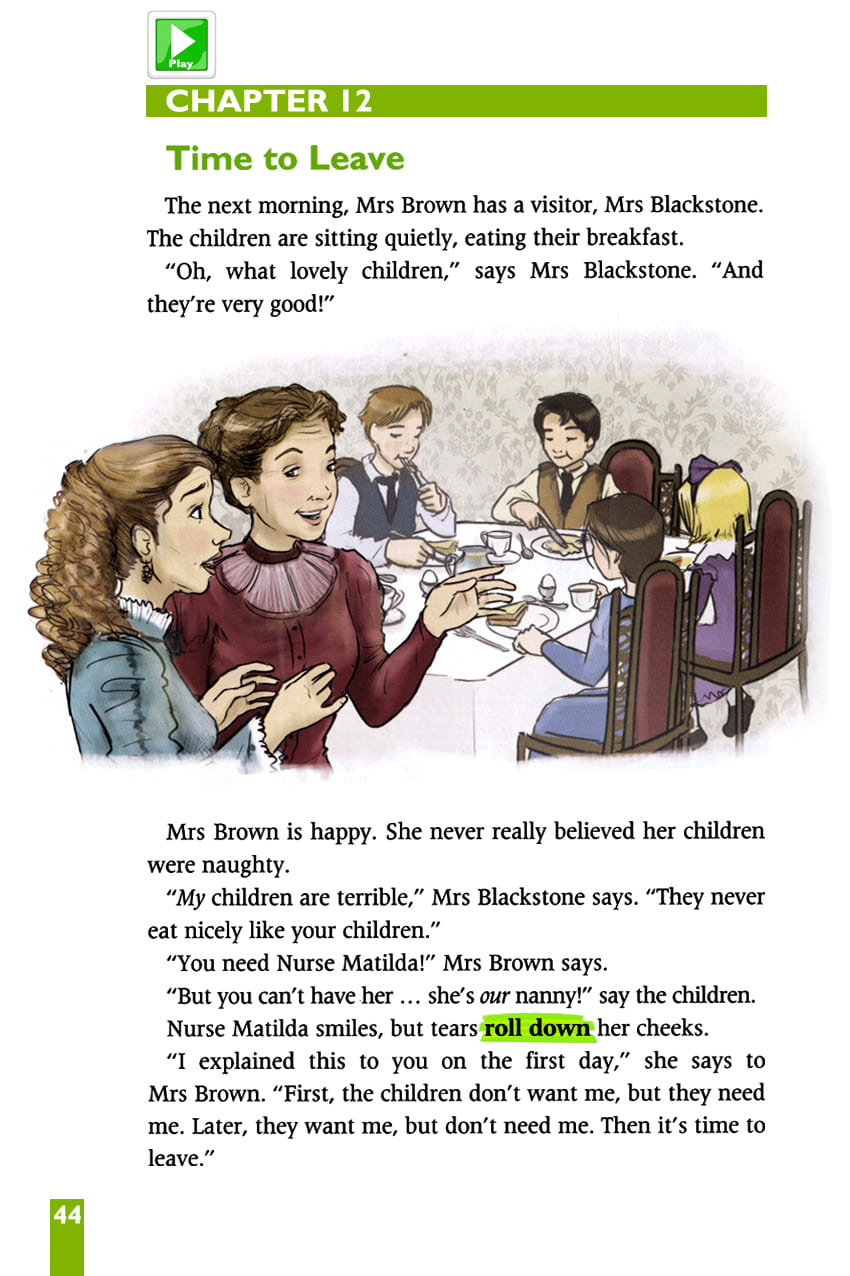 Play
CHAPTER 12
Time to Leave
The next morning, Mrs Brown has a visitor, Mrs Blackstone.
The children are sitting quietly, eating their breakfast.
“Oh, what lovely children,” says Mrs Blackstone. “And
they’re very good!”
Mrs Brown is happy. She never really believed her children
were naughty.
“My children are terrible,” Mrs Blackstone says. “They never
eat nicely like your children.”
“You need Nurse Matilda!” Mrs Brown says.
“But you can’t have her ... she’s our nanny!” say the children.
Nurse Matilda smiles, but tears roll down her cheeks.
“I explained this to you on the first day,” she says to
Mrs Brown. “First, the children don’t want me, but they need
me. Later, they want me, but don’t need me. Then it’s time to
leave.”
44